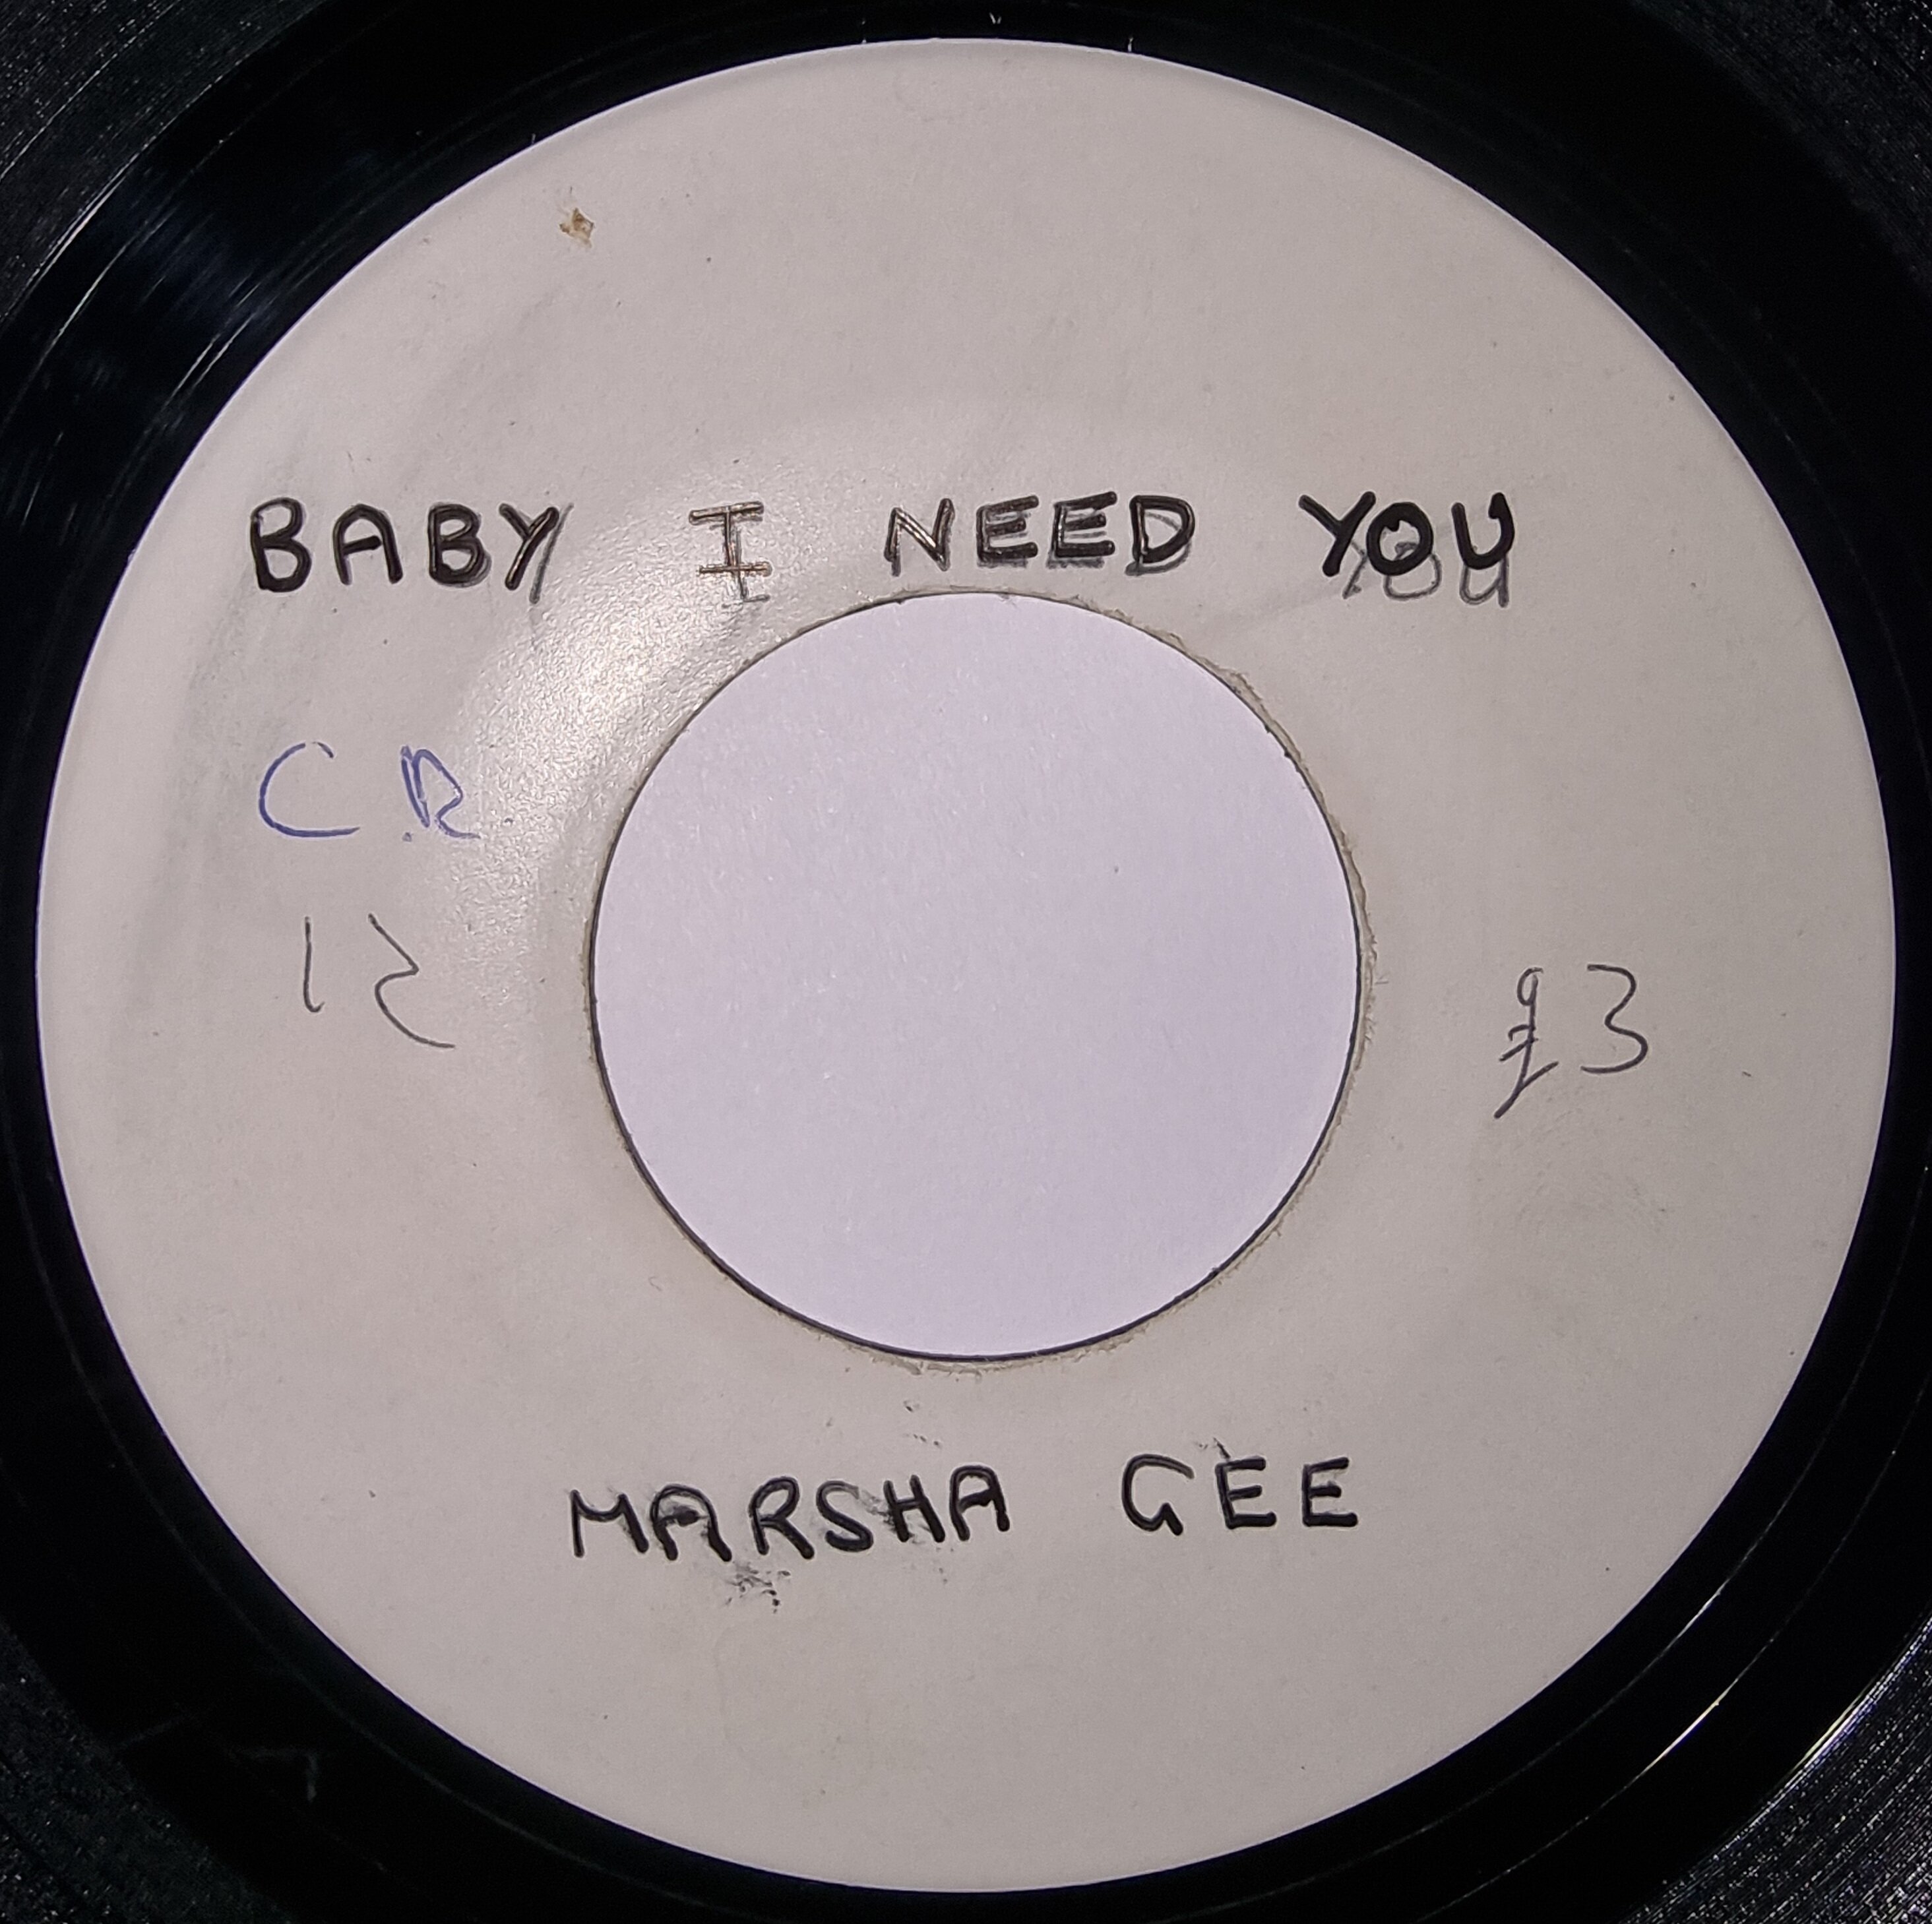 BABY I NEED YOU
C.R.
12
£3
MARSHA GEE